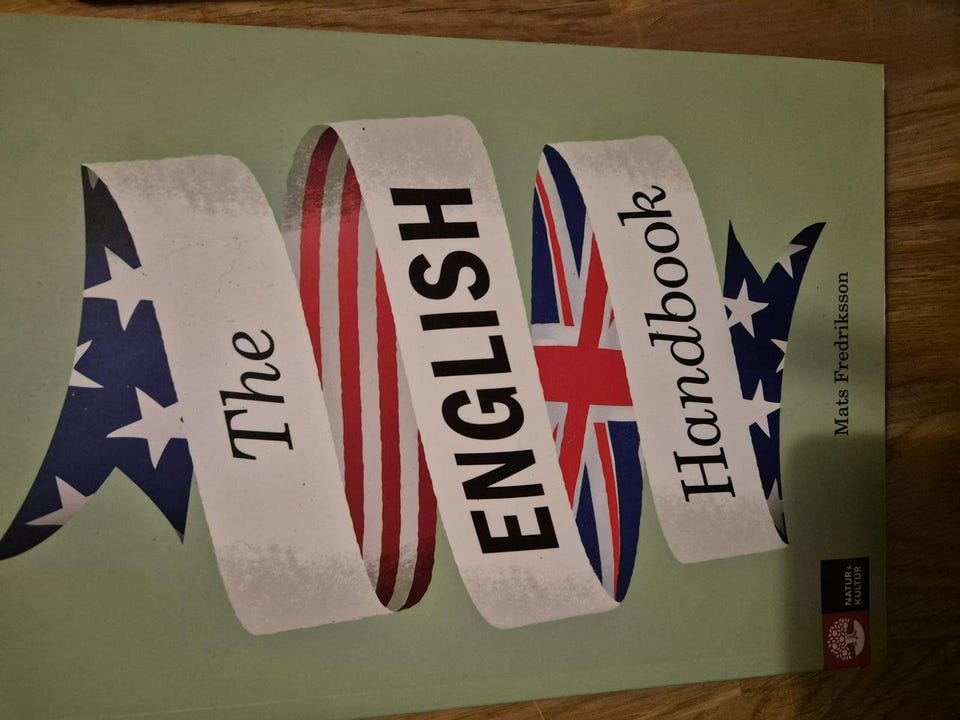 The
ENGLISH
Handbook
Mats Fredriksson
NATUR &
KULTUR